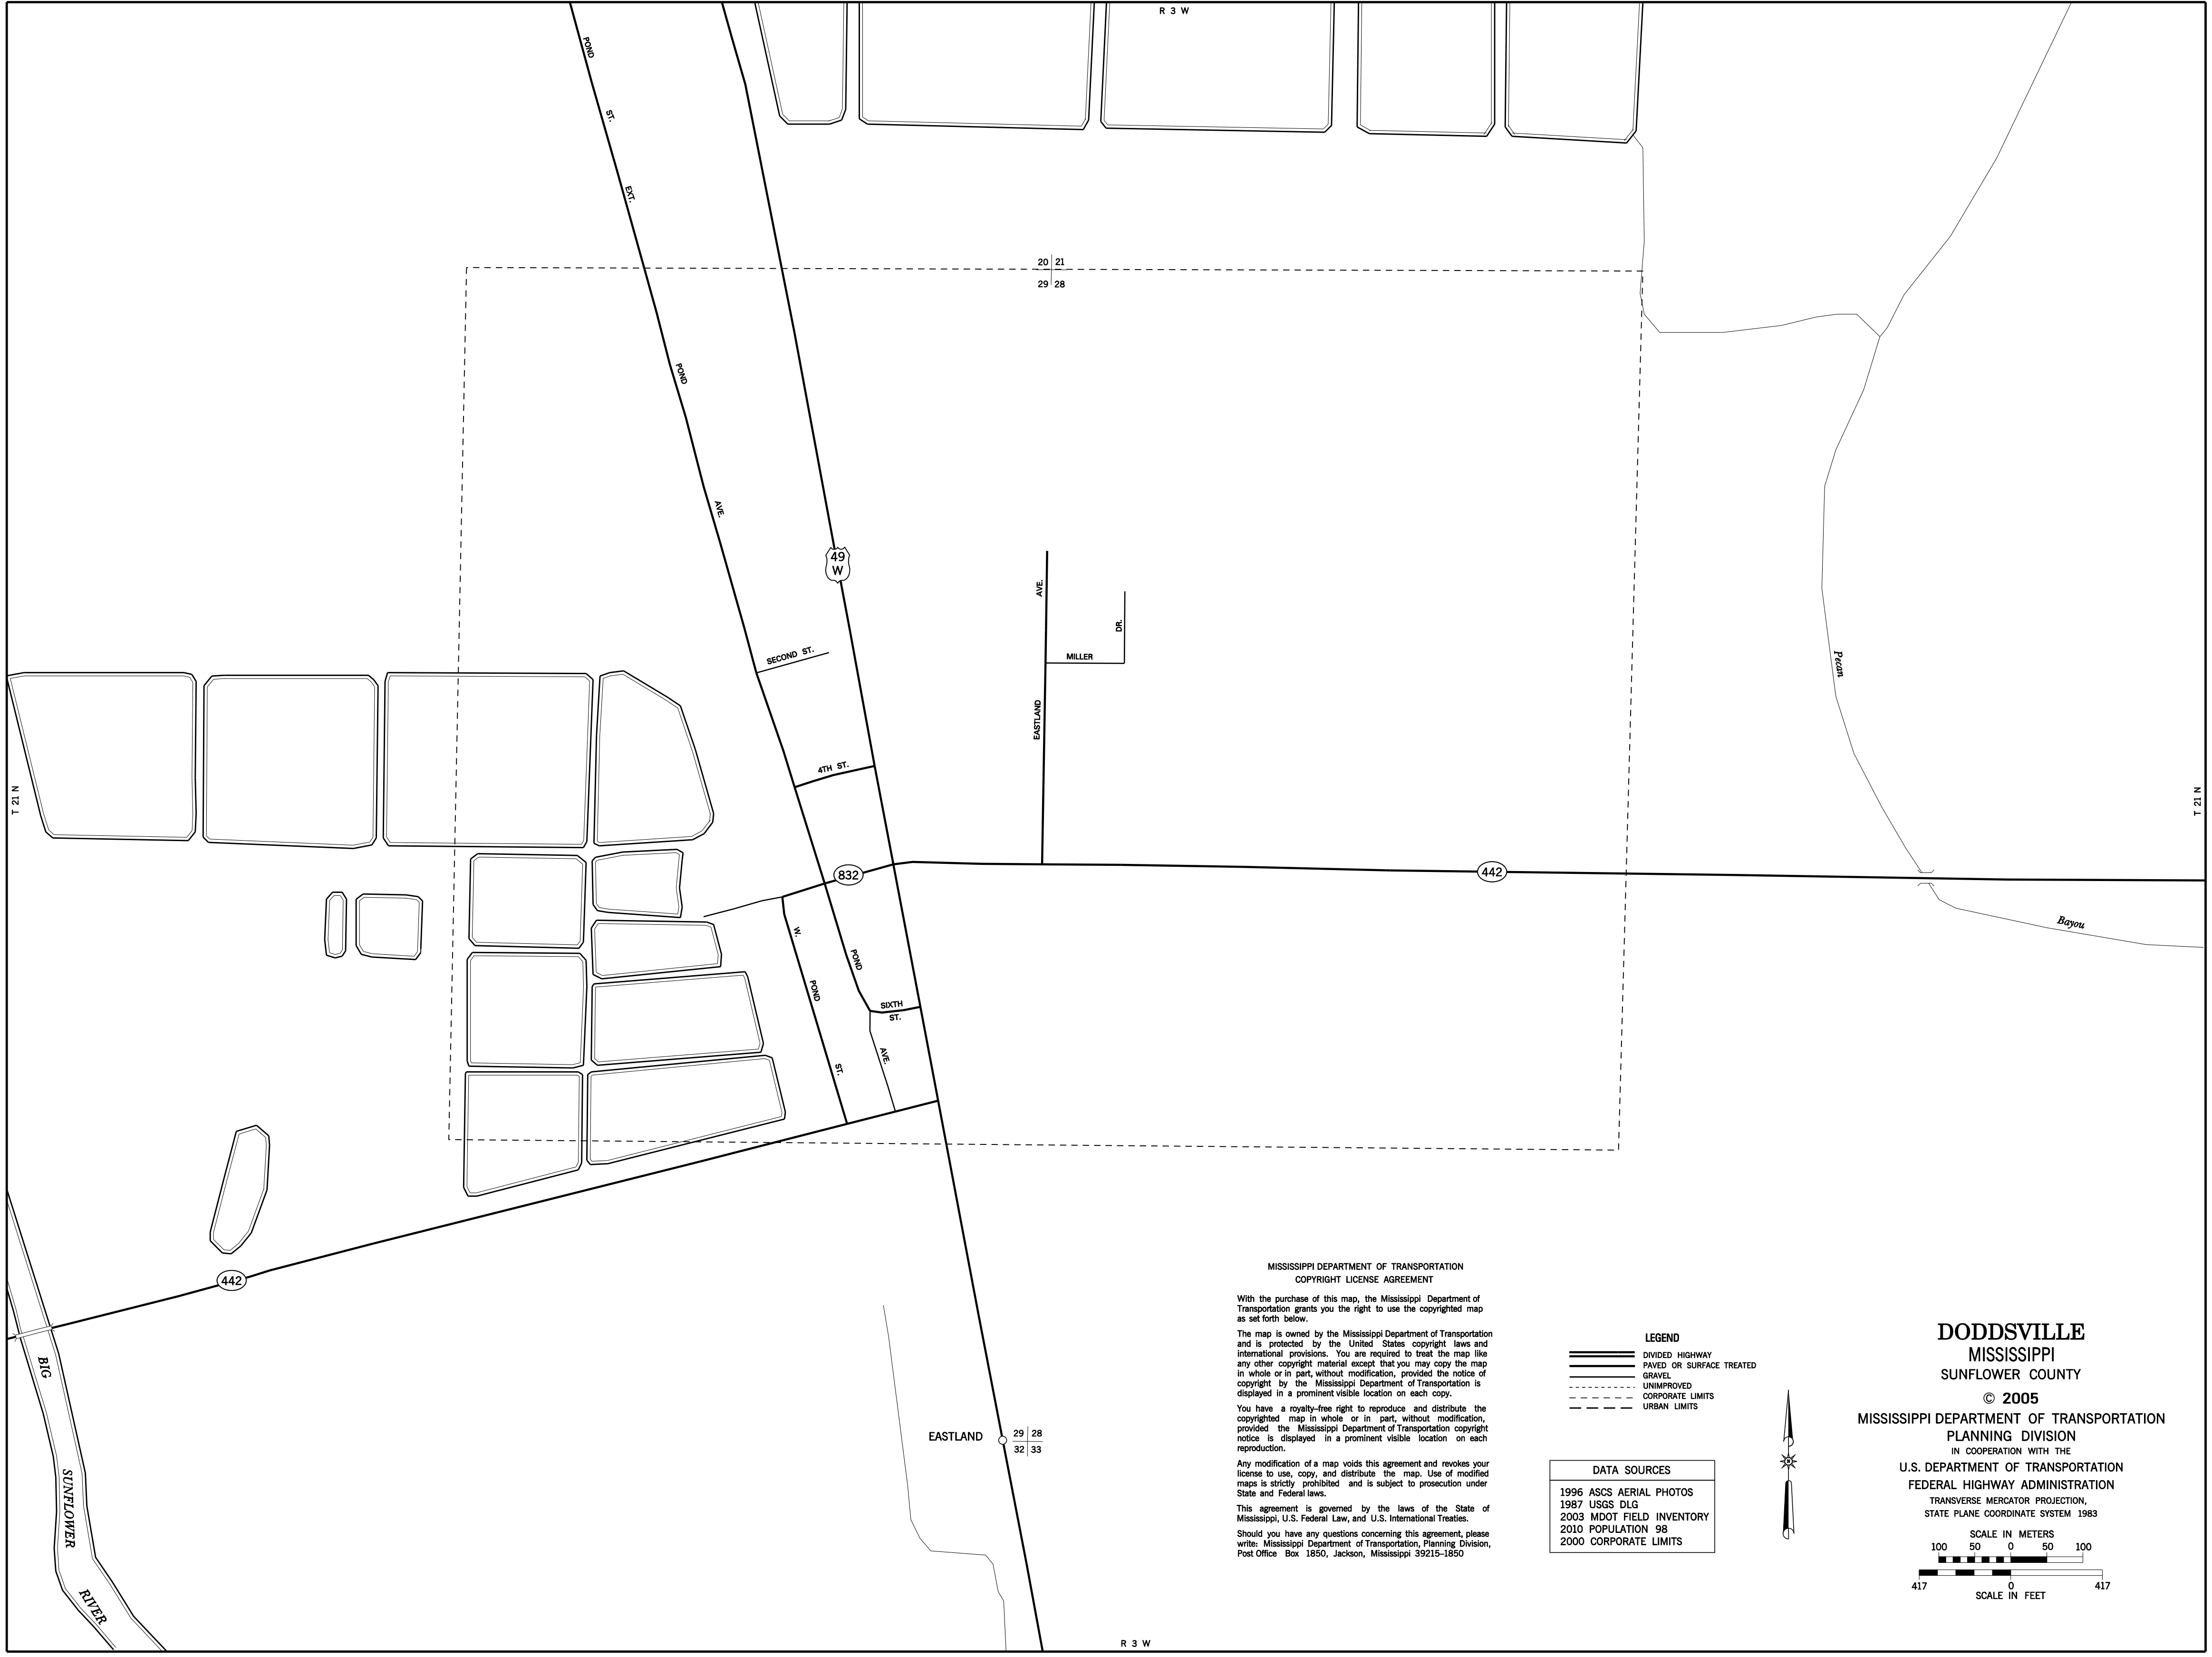 R 3 W
POND
ST.
EXT.
20 21
29 28
POND
AVE.
49
W
AVE.
DR.
SECOND ST.
MILLER
Pecan
EASTLAND
4TH ST.
T 21 N
T 21 N
832
442
W.
POND
Bayou
POND
SIXTH
ST.
AVE.
ST.
442
BIG
SUNFLOWER
RIVER
EASTLAND
29 28
32 33
R 3 W
MISSISSIPPI DEPARTMENT OF TRANSPORTATION
COPYRIGHT LICENSE AGREEMENT
With the purchase of this map, the Mississippi Department of
Transportation grants you the right to use the copyrighted map
as set forth below.
The map is owned by the Mississippi Department of Transportation
and is protected by the United States copyright laws and
international provisions. You are required to treat the map like
any other copyright material except that you may copy the map
in whole or in part, without modification, provided the notice of
copyright by the Mississippi Department of Transportation is
displayed in a prominent visible location on each copy.
You have a royalty-free right to reproduce and distribute the
copyrighted map in whole or in part, without modification,
provided the Mississippi Department of Transportation copyright
notice is displayed in a prominent visible location on each
reproduction.
Any modification of a map voids this agreement and revokes your
license to use, copy, and distribute the map. Use of modified
maps is strictly prohibited and is subject to prosecution under
State and Federal laws.
This agreement is governed by the laws of the State of
Mississippi, U.S. Federal Law, and U.S. International Treaties.
Should you have any questions concerning this agreement, please
write: Mississippi Department of Transportation, Planning Division,
Post Office Box 1850, Jackson, Mississippi 39215-1850
LEGEND
DIVIDED HIGHWAY
PAVED OR SURFACE TREATED
GRAVEL
UNIMPROVED
CORPORATE LIMITS
URBAN LIMITS
DATA SOURCES
1996 ASCS AERIAL PHOTOS
1987 USGS DLG
2003 MDOT FIELD INVENTORY
2010 POPULATION 98
2000 CORPORATE LIMITS
N
DODDSVILLE
MISSISSIPPI
SUNFLOWER COUNTY
© 2005
MISSISSIPPI DEPARTMENT OF TRANSPORTATION
PLANNING DIVISION
IN COOPERATION WITH THE
U.S. DEPARTMENT OF TRANSPORTATION
FEDERAL HIGHWAY ADMINISTRATION
TRANSVERSE MERCATOR PROJECTION,
STATE PLANE COORDINATE SYSTEM 1983
SCALE IN METERS
100 50 0 50 100
417 0 417
SCALE IN FEET